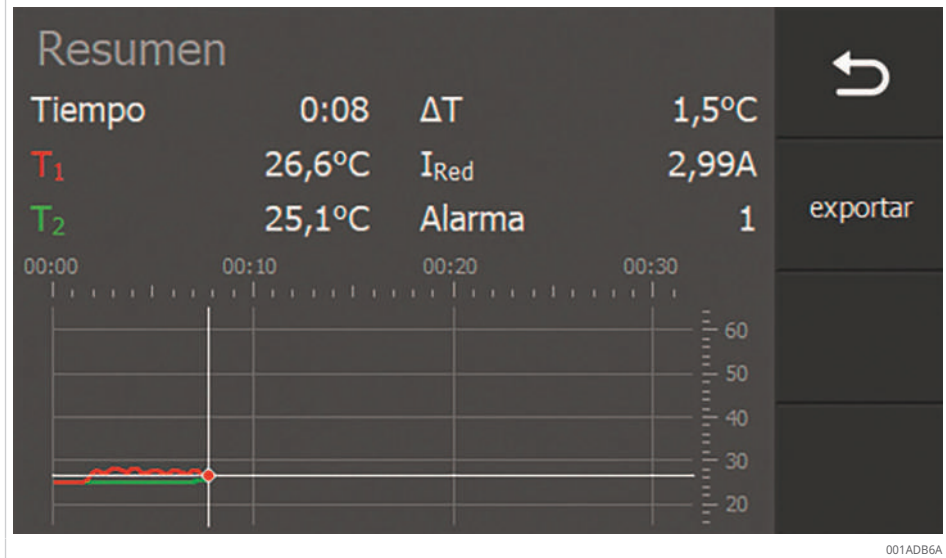 Resumen
Tiempo 0:08 ΔT 1,5°C
T₁ 26,6°C I_Red 2,99A
T₂ 25,1°C Alarma 1
exportar
00:00 00:10 00:20 00:30
60
50
40
30
20
001ADB6A